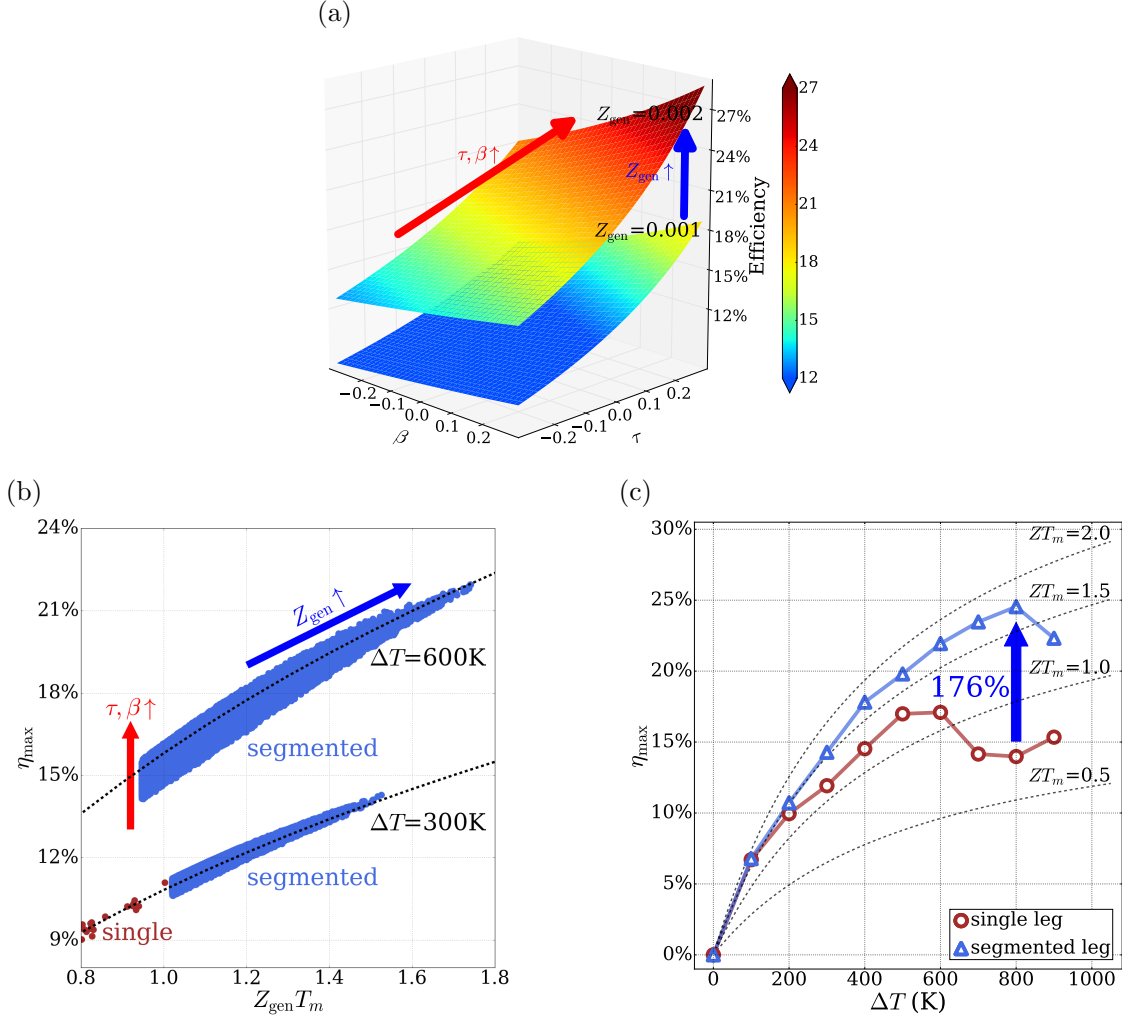 (a)
Z_gen=0.002
τ, β↑
Z_gen ↑
Z_gen=0.001
27%
24%
21%
18%
15%
12%
Efficiency
27
24
21
18
15
12
−0.2
−0.1
0.0
0.1
0.2
β
−0.2
−0.1
0.0
0.1
0.2
τ
(b)
24%
21%
18%
15%
12%
9%
η_max
Z_gen ↑
ΔT=600K
τ, β↑
segmented
ΔT=300K
segmented
single
0.8
1.0
1.2
1.4
1.6
1.8
Z_gen T_m
(c)
30%
25%
20%
15%
10%
5%
0%
η_max
ZT_m=2.0
ZT_m=1.5
ZT_m=1.0
176%
ZT_m=0.5
single leg
segmented leg
0
200
400
600
800
1000
ΔT (K)